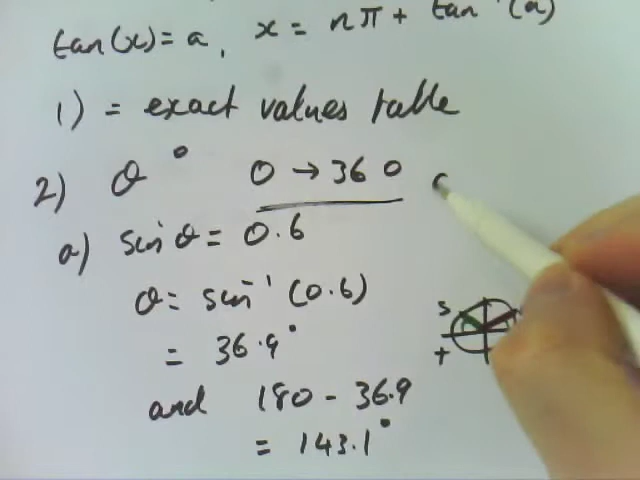 tan(x) = a, x = nπ + tan⁻¹(a)
1) = exact values table
2) θ° 0 → 360
a) sin θ = 0.6
θ = sin⁻¹ (0.6)
= 36.9°
and 180 - 36.9
= 143.1°
S
T